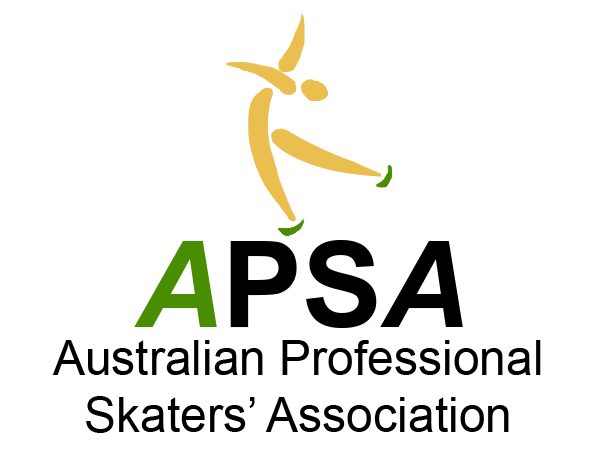 APSA
Australian Professional
Skaters’ Association